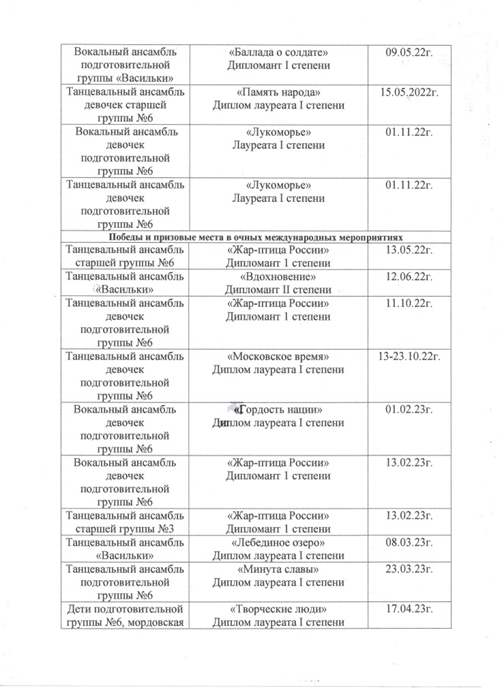 Вокальный ансамбль подготовительной группы «Васильки» «Баллада о солдате» Дипломант I степени 09.05.22г.
Танцевальный ансамбль девочек старшей группы №6 «Память народа» Диплом лауреата I степени 15.05.2022г.
Вокальный ансамбль девочек подготовительной группы №6 «Лукоморье» Лауреата I степени 01.11.22г.
Танцевальный ансамбль девочек подготовительной группы №6 «Лукоморье» Лауреата I степени 01.11.22г.
Победы и призовые места в очных международных мероприятиях
Танцевальный ансамбль старшей группы №6 «Жар-птица России» Дипломант 1 степени 13.05.22г.
Танцевальный ансамбль «Васильки» «Вдохновение» Дипломант II степени 12.06.22г.
Танцевальный ансамбль девочек подготовительной группы №6 «Жар-птица России» Дипломант 1 степени 11.10.22г.
Танцевальный ансамбль девочек подготовительной группы №6 «Московское время» Диплом лауреата I степени 13-23.10.22г.
Вокальный ансамбль девочек подготовительной группы №6 «Гордость нации» Диплом лауреата I степени 01.02.23г.
Вокальный ансамбль девочек подготовительной группы №6 «Жар-птица России» Дипломант 1 степени 13.02.23г.
Танцевальный ансамбль старшей группы №3 «Жар-птица России» Дипломант 1 степени 13.02.23г.
Танцевальный ансамбль «Васильки» «Лебединое озеро» Диплом лауреата I степени 08.03.23г.
Танцевальный ансамбль подготовительной группы №6 «Минута славы» Диплом лауреата I степени 23.03.23г.
Дети подготовительной группы №6, мордовская «Творческие люди» Диплом лауреата I степени 17.04.23г.